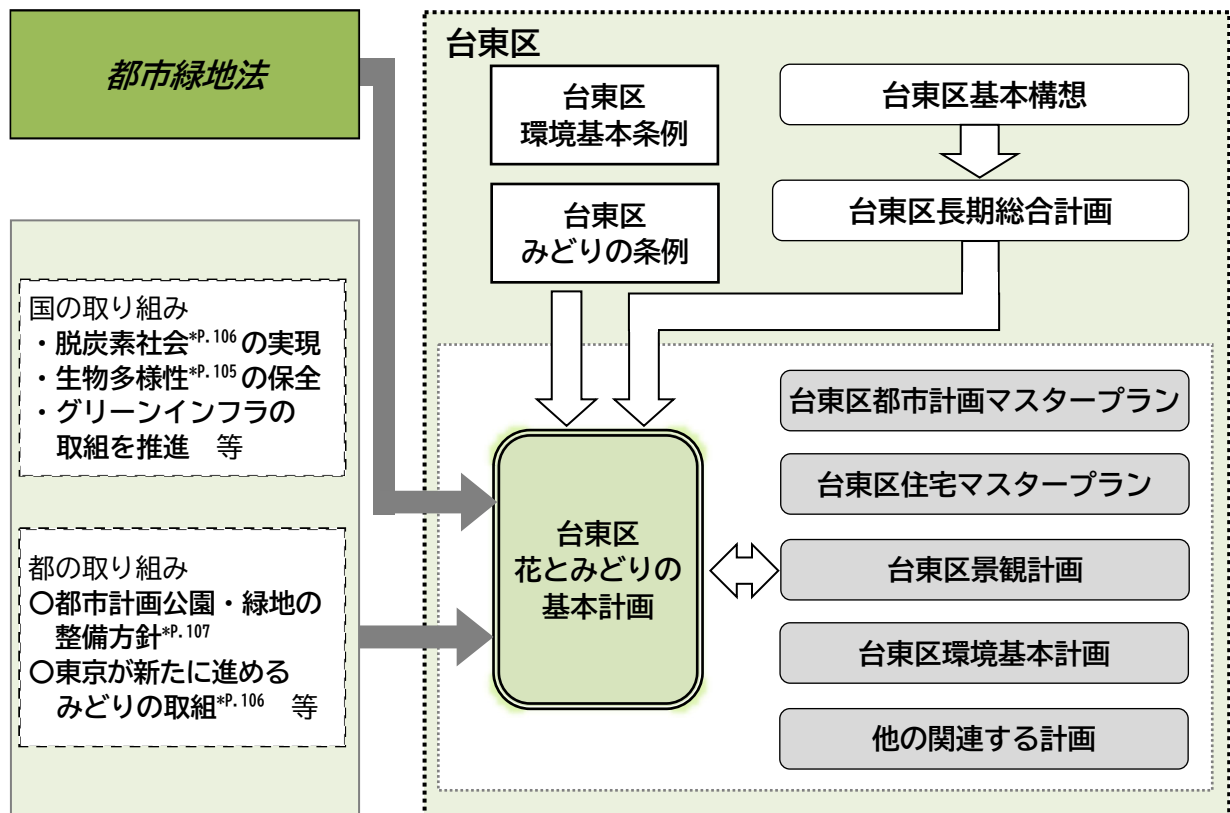 都市緑地法
国の取り組み
・脱炭素社会*P.106の実現
・生物多様性*P.105の保全
・グリーンインフラの
取組を推進　等
都の取り組み
○都市計画公園・緑地の
整備方針*P.107
○東京が新たに進める
みどりの取組*P.106　等
台東区
台東区
環境基本条例
台東区
みどりの条例
台東区基本構想
台東区長期総合計画
台東区
花とみどりの
基本計画
台東区都市計画マスタープラン
台東区住宅マスタープラン
台東区景観計画
台東区環境基本計画
他の関連する計画